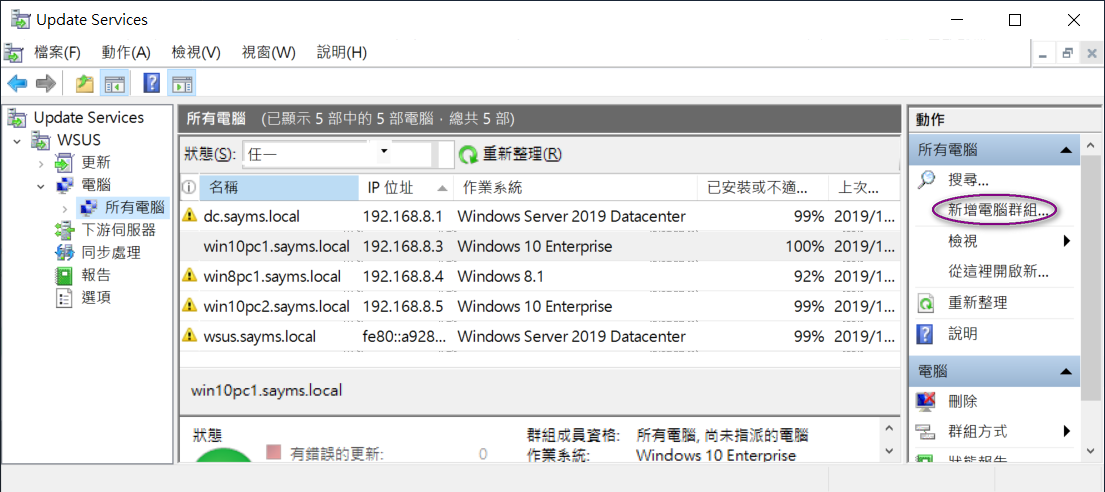 Update Services
檔案(F) 動作(A) 檢視(V) 視窗(W) 說明(H)
Update Services
WSUS
更新
電腦
所有電腦
下游伺服器
同步處理
報告
選項
所有電腦 (已顯示 5 部中的 5 部電腦，總共 5 部)
狀態(S): 任一 重新整理(R)
名稱 IP 位址 作業系統 已安裝或不適... 上次...
dc.sayms.local 192.168.8.1 Windows Server 2019 Datacenter 99% 2019/1...
win10pc1.sayms.local 192.168.8.3 Windows 10 Enterprise 100% 2019/1...
win8pc1.sayms.local 192.168.8.4 Windows 8.1 92% 2019/1...
win10pc2.sayms.local 192.168.8.5 Windows 10 Enterprise 99% 2019/1...
wsus.sayms.local fe80::a928... Windows Server 2019 Datacenter 99% 2019/1...
win10pc1.sayms.local
狀態
有錯誤的更新: 0
群組成員資格: 所有電腦, 尚未指派的電腦
作業系統: Windows 10 Enterprise
動作
所有電腦
搜尋...
新增電腦群組...
檢視
從這裡開啟新...
重新整理
說明
電腦
刪除
群組方式
狀態報告